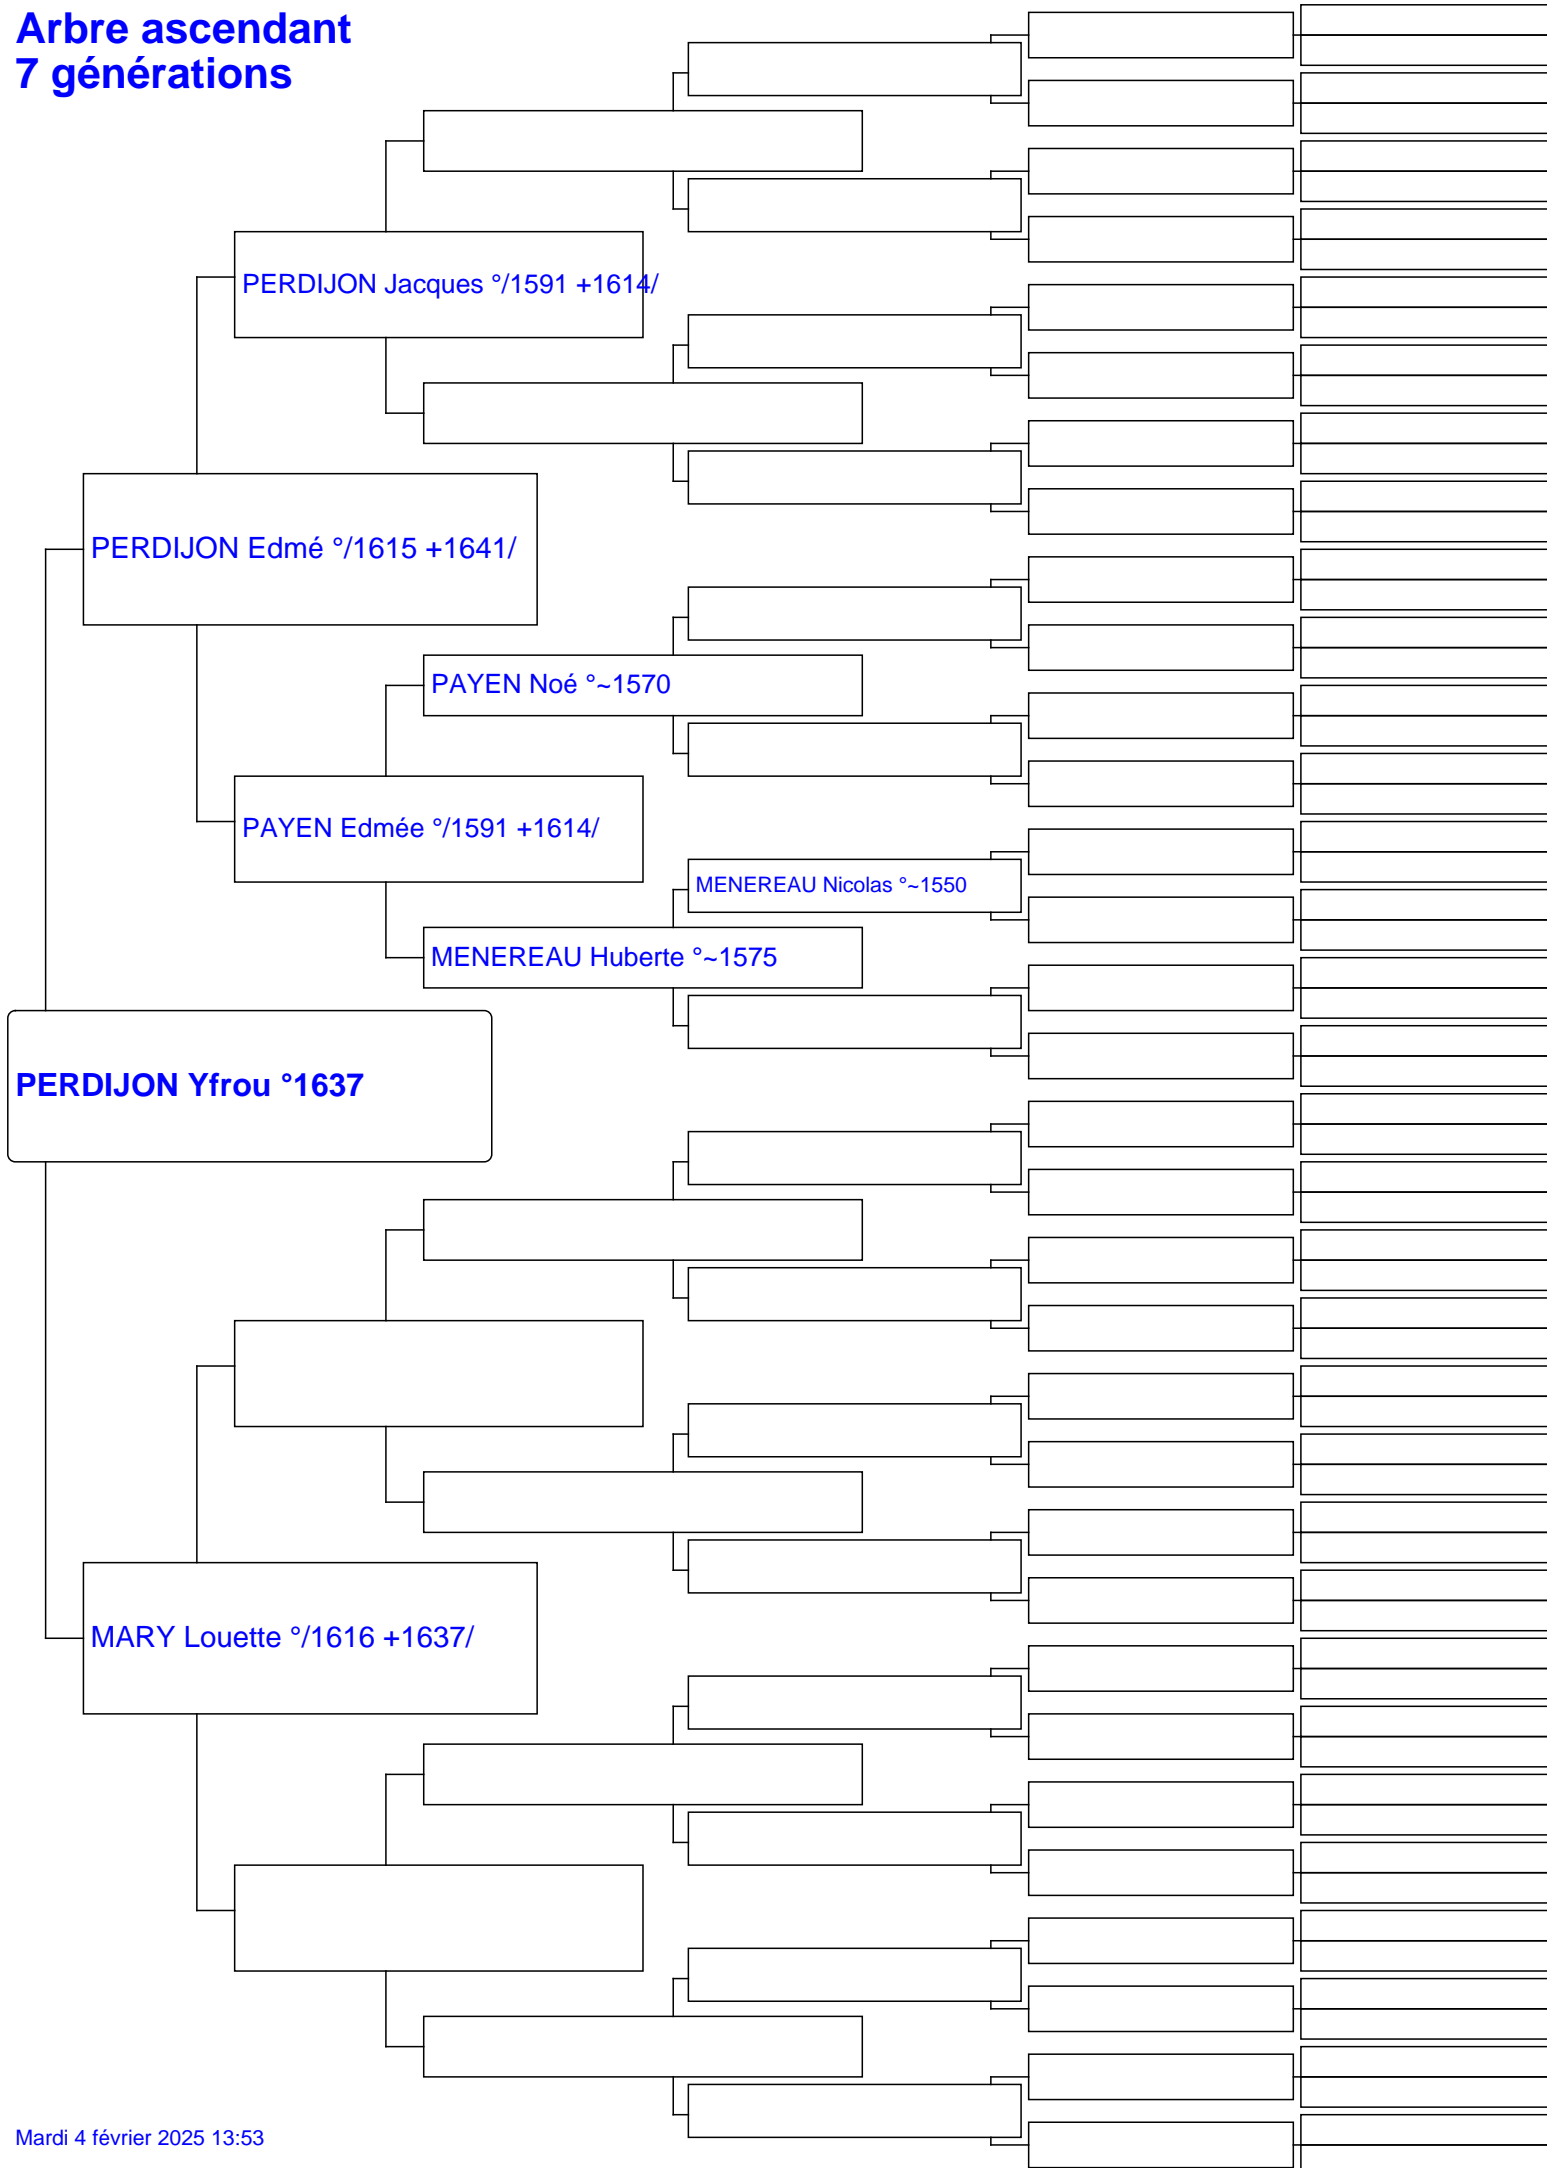 Arbre ascendant
7 générations
PERDIJON Jacques °/1591 +1614/
PERDIJON Edmé °/1615 +1641/
PAYEN Noé °~1570
PAYEN Edmée °/1591 +1614/
MENEREAU Nicolas °~1550
MENEREAU Huberte °~1575
PERDIJON Yfrou °1637
MARY Louette °/1616 +1637/
Mardi 4 février 2025 13:53